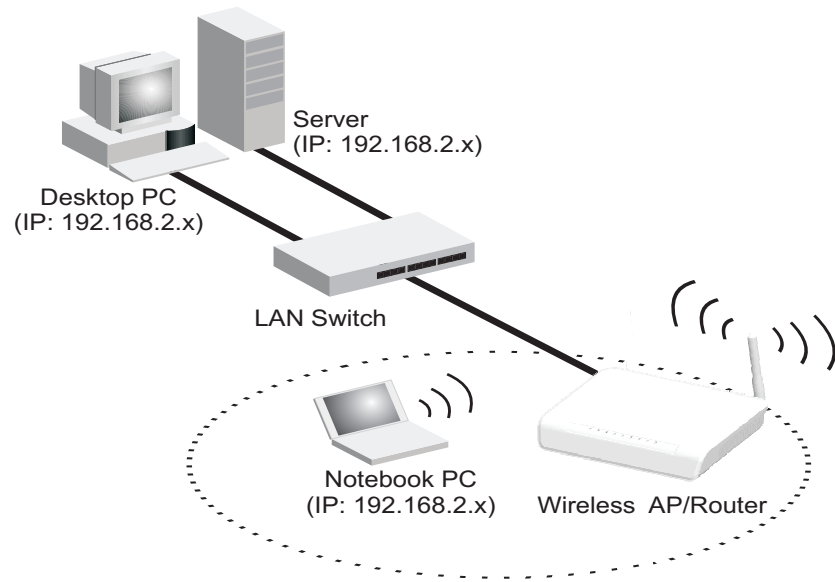 Server
(IP: 192.168.2.x)
Desktop PC
(IP: 192.168.2.x)
LAN Switch
Notebook PC
(IP: 192.168.2.x)
Wireless AP/Router